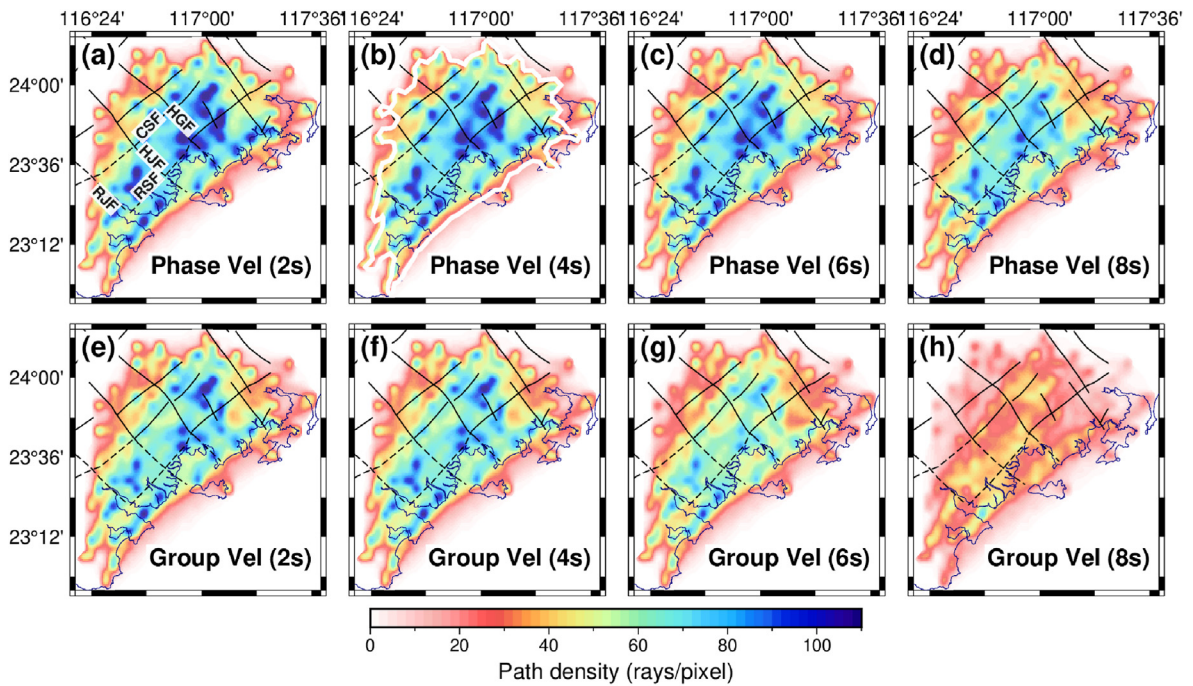 116°24' 117°00' 117°36' 116°24' 117°00' 117°36'
116°24' 117°00' 117°36' 116°24' 117°00' 117°36'
24°00'
23°36'
23°12'
(a)
CSF
HGF
HJF
RSF
RJF
Phase Vel (2s)
(b)
Phase Vel (4s)
(c)
Phase Vel (6s)
(d)
Phase Vel (8s)
24°00'
23°36'
23°12'
(e)
Group Vel (2s)
(f)
Group Vel (4s)
(g)
Group Vel (6s)
(h)
Group Vel (8s)
0 20 40 60 80 100
Path density (rays/pixel)